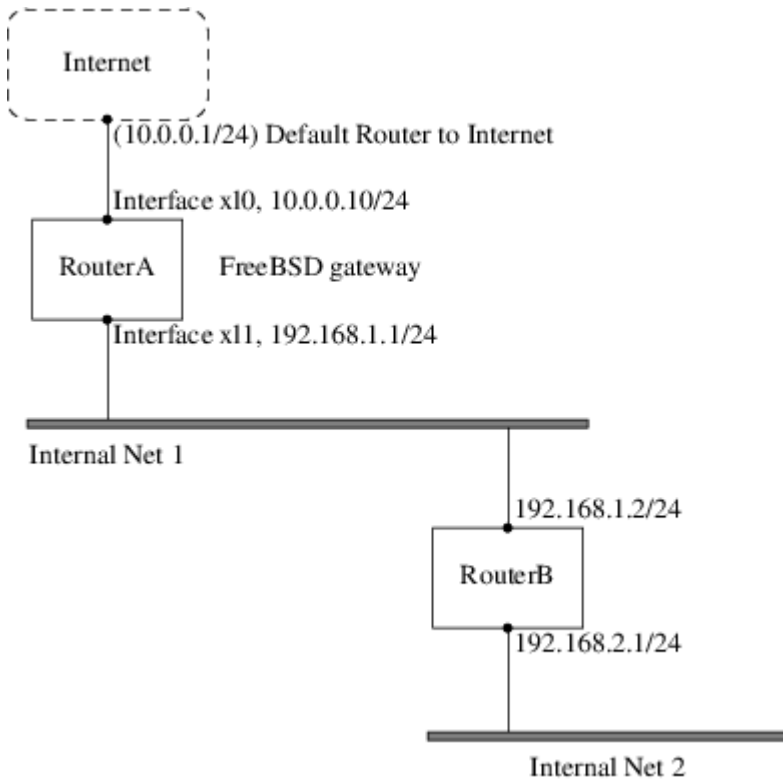 Internet
(10.0.0.1/24) Default Router to Internet
Interface xl0, 10.0.0.10/24
RouterA
FreeBSD gateway
Interface xl1, 192.168.1.1/24
Internal Net 1
192.168.1.2/24
RouterB
192.168.2.1/24
Internal Net 2